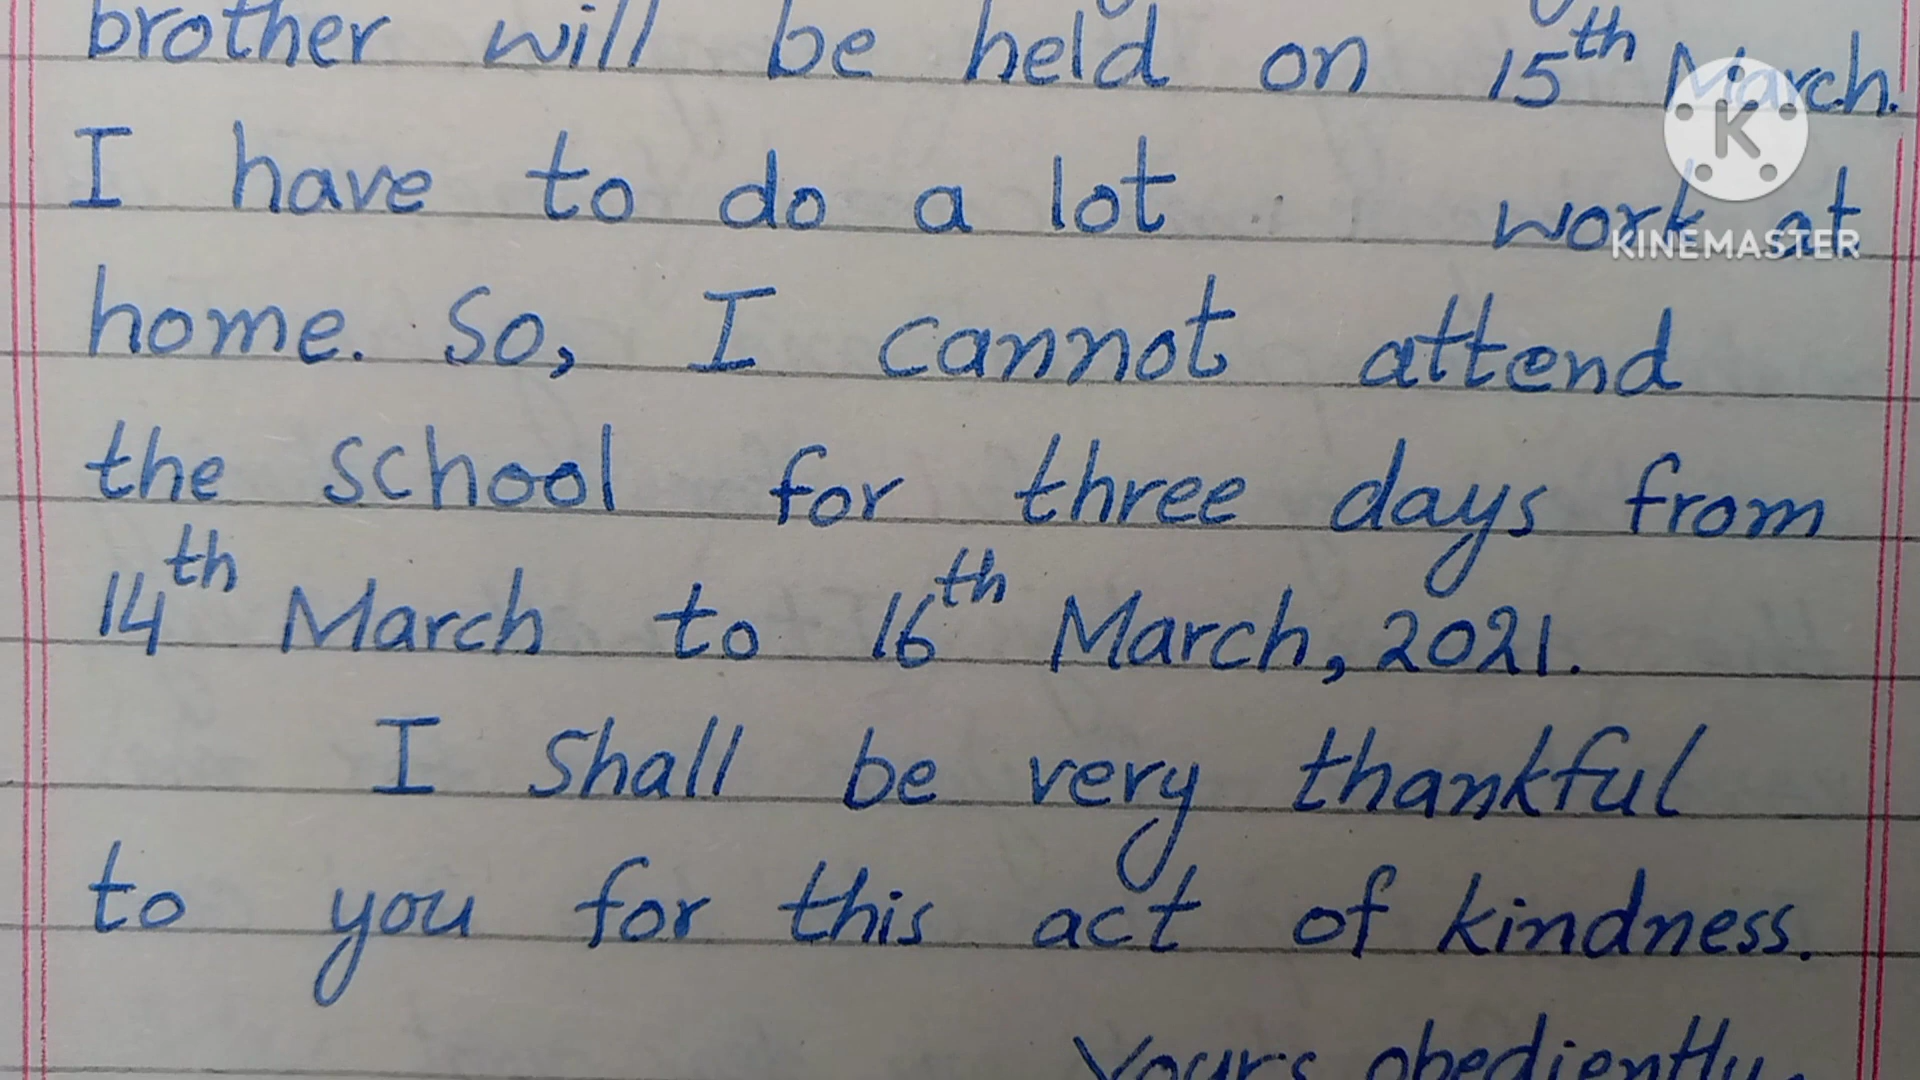 brother will be held on 15th March.
I have to do a lot work at
home. So, I cannot attend
the school for three days from
14th March to 16th March, 2021.
I shall be very thankful
to you for this act of kindness.
Yours obediently,
K
KINEMASTER